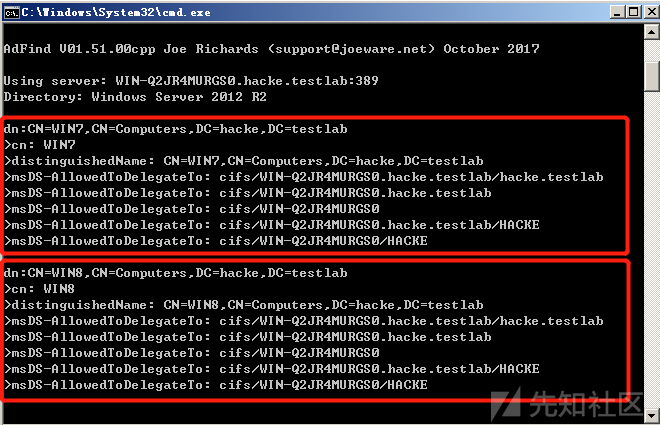 C:\Windows\System32\cmd.exe
AdFind V01.51.00cpp Joe Richards (support@joeware.net) October 2017
Using server: WIN-Q2JR4MURGS0.hacke.testlab:389
Directory: Windows Server 2012 R2
dn:CN=WIN7,CN=Computers,DC=hacke,DC=testlab
>cn: WIN7
>distinguishedName: CN=WIN7,CN=Computers,DC=hacke,DC=testlab
>msDS-AllowedToDelegateTo: cifs/WIN-Q2JR4MURGS0.hacke.testlab/hacke.testlab
>msDS-AllowedToDelegateTo: cifs/WIN-Q2JR4MURGS0.hacke.testlab
>msDS-AllowedToDelegateTo: cifs/WIN-Q2JR4MURGS0
>msDS-AllowedToDelegateTo: cifs/WIN-Q2JR4MURGS0.hacke.testlab/HACKE
>msDS-AllowedToDelegateTo: cifs/WIN-Q2JR4MURGS0/HACKE
dn:CN=WIN8,CN=Computers,DC=hacke,DC=testlab
>cn: WIN8
>distinguishedName: CN=WIN8,CN=Computers,DC=hacke,DC=testlab
>msDS-AllowedToDelegateTo: cifs/WIN-Q2JR4MURGS0.hacke.testlab/hacke.testlab
>msDS-AllowedToDelegateTo: cifs/WIN-Q2JR4MURGS0.hacke.testlab
>msDS-AllowedToDelegateTo: cifs/WIN-Q2JR4MURGS0
>msDS-AllowedToDelegateTo: cifs/WIN-Q2JR4MURGS0.hacke.testlab/HACKE
>msDS-AllowedToDelegateTo: cifs/WIN-Q2JR4MURGS0/HACKE
先知社区